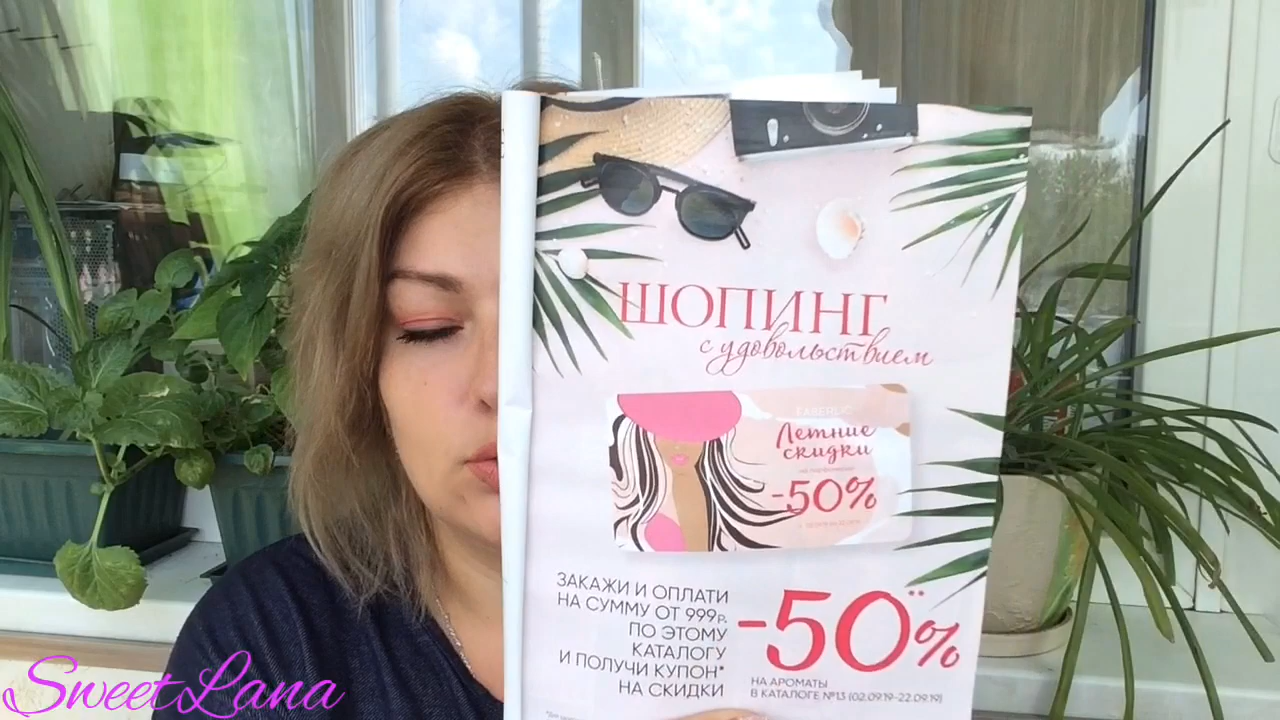 ШОПИНГ
с удовольствием
FABERLIC
Летние
скидки
-50%
ЗАКАЖИ И ОПЛАТИ
НА СУММУ ОТ 999р.
ПО ЭТОМУ
КАТАЛОГУ
И ПОЛУЧИ КУПОН*
НА СКИДКИ
-50%**
НА АРОМАТЫ
В КАТАЛОГЕ №13 (02.09.19-22.09.19)
SweetLana